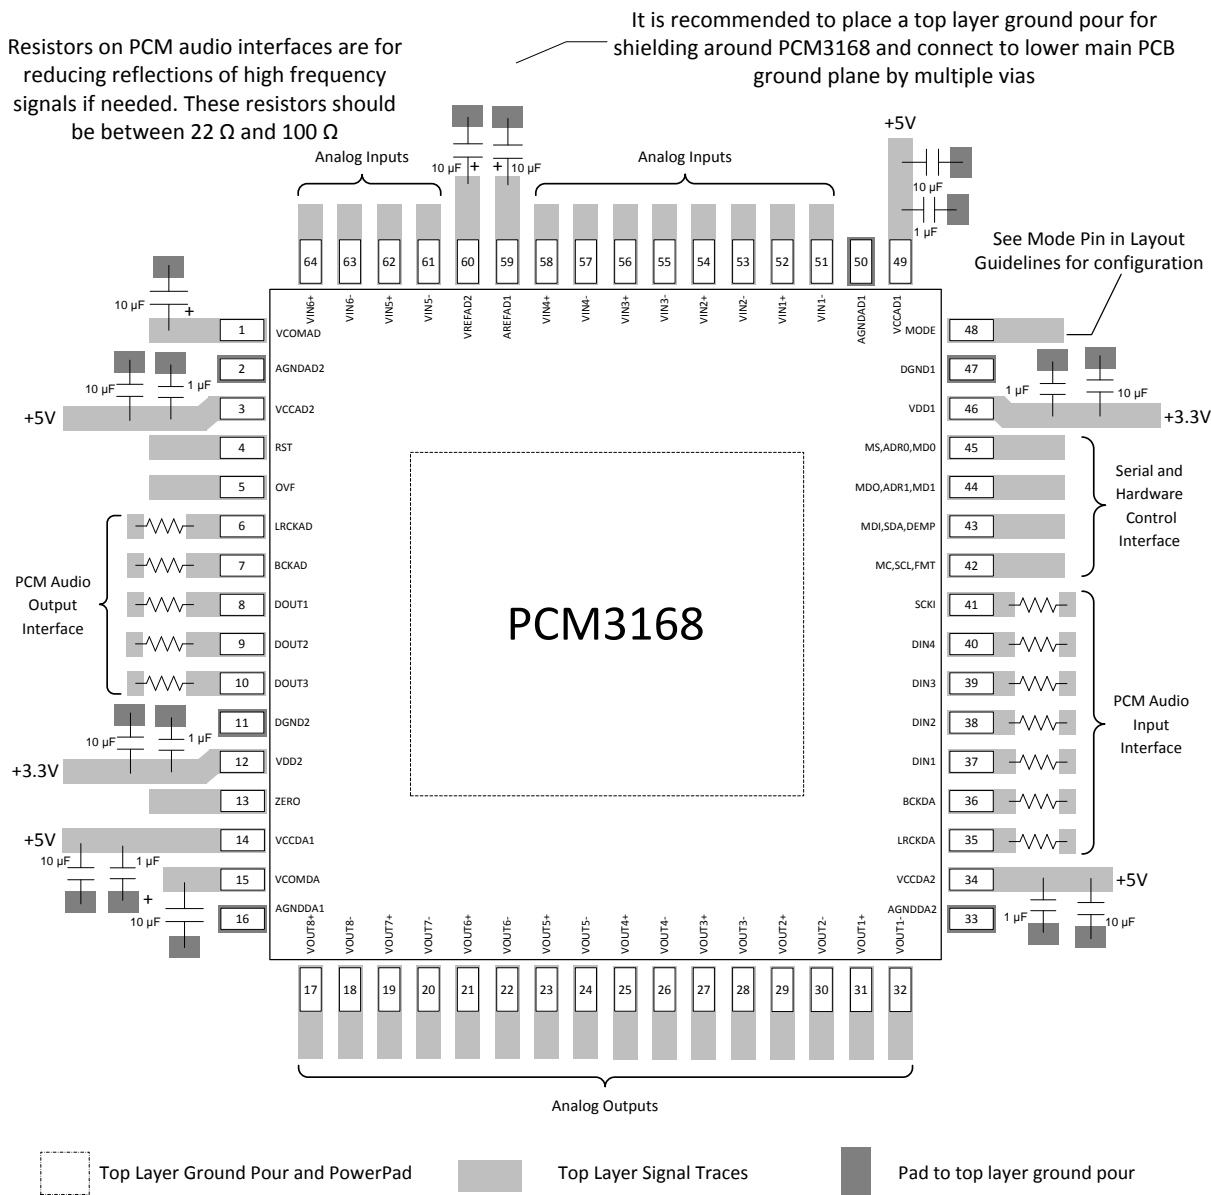 Resistors on PCM audio interfaces are for
reducing reflections of high frequency
signals if needed. These resistors should
be between 22 Ω and 100 Ω
It is recommended to place a top layer ground pour for
shielding around PCM3168 and connect to lower main PCB
ground plane by multiple vias
+5V
Analog Inputs
10 µF
+
+
10 µF
Analog Inputs
10 µF
1 µF
See Mode Pin in Layout
Guidelines for configuration
64
63
62
61
60
59
58
57
56
55
54
53
52
51
50
49
VIN6+
VIN6-
VIN5+
VIN5-
VREFAD2
AREFAD1
VIN4+
VIN4-
VIN3+
VIN3-
VIN2+
VIN2-
VIN1+
VIN1-
AGNDAD1
VCCAD1
10 µF
+
1
VCOMAD
2
AGNDAD2
10 µF
1 µF
+5V
3
VCCAD2
4
RST
5
OVF
6
LRCKAD
7
BCKAD
8
DOUT1
9
DOUT2
10
DOUT3
PCM Audio
Output
Interface
11
DGND2
10 µF
1 µF
+3.3V
12
VDD2
13
ZERO
+5V
14
VCCDA1
10 µF
1 µF
15
VCOMDA
+
10 µF
16
AGNDDA1
PCM3168
MODE
48
DGND1
47
1 µF
10 µF
VDD1
46
+3.3V
MS,ADR0,MD0
45
MDO,ADR1,MD1
44
MDI,SDA,DEMP
43
MC,SCL,FMT
42
Serial and
Hardware
Control
Interface
SCKI
41
DIN4
40
DIN3
39
DIN2
38
DIN1
37
BCKDA
36
LRCKDA
35
PCM Audio
Input
Interface
VCCDA2
34
+5V
AGNDDA2
33
1 µF
10 µF
VOUT8+
VOUT8-
VOUT7+
VOUT7-
VOUT6+
VOUT6-
VOUT5+
VOUT5-
VOUT4+
VOUT4-
VOUT3+
VOUT3-
VOUT2+
VOUT2-
VOUT1+
VOUT1-
17
18
19
20
21
22
23
24
25
26
27
28
29
30
31
32
Analog Outputs
Top Layer Ground Pour and PowerPad
Top Layer Signal Traces
Pad to top layer ground pour